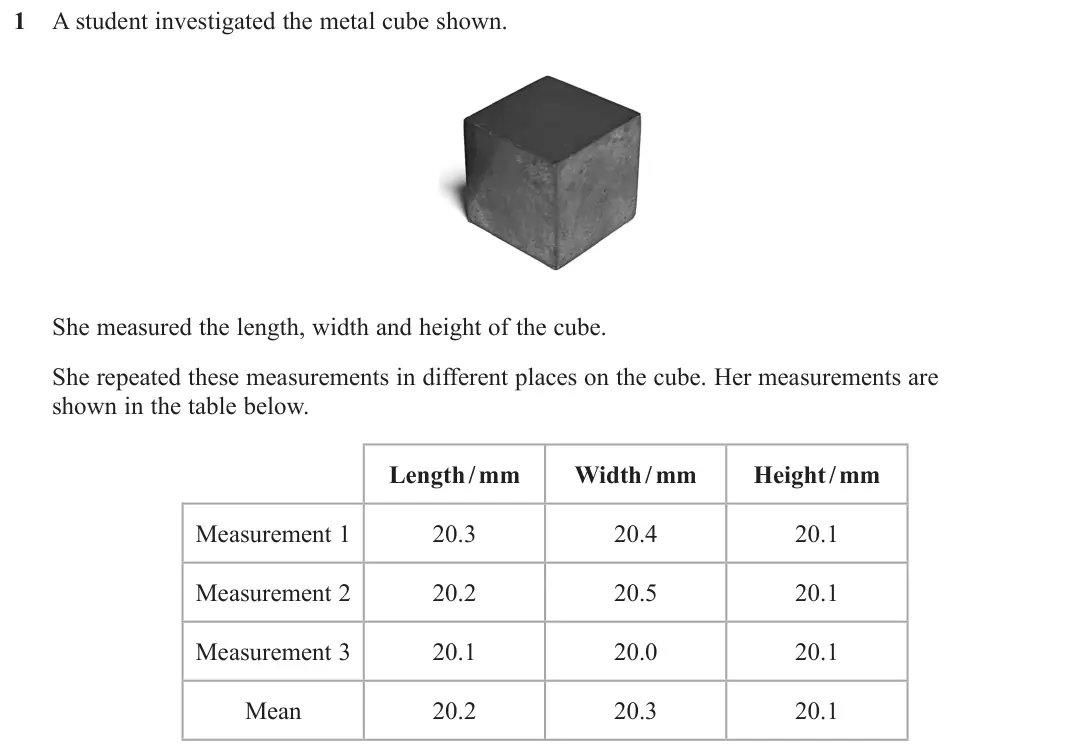 1 A student investigated the metal cube shown.
She measured the length, width and height of the cube.
She repeated these measurements in different places on the cube. Her measurements are
shown in the table below.
Length/mm Width/mm Height/mm
Measurement 1 20.3 20.4 20.1
Measurement 2 20.2 20.5 20.1
Measurement 3 20.1 20.0 20.1
Mean 20.2 20.3 20.1